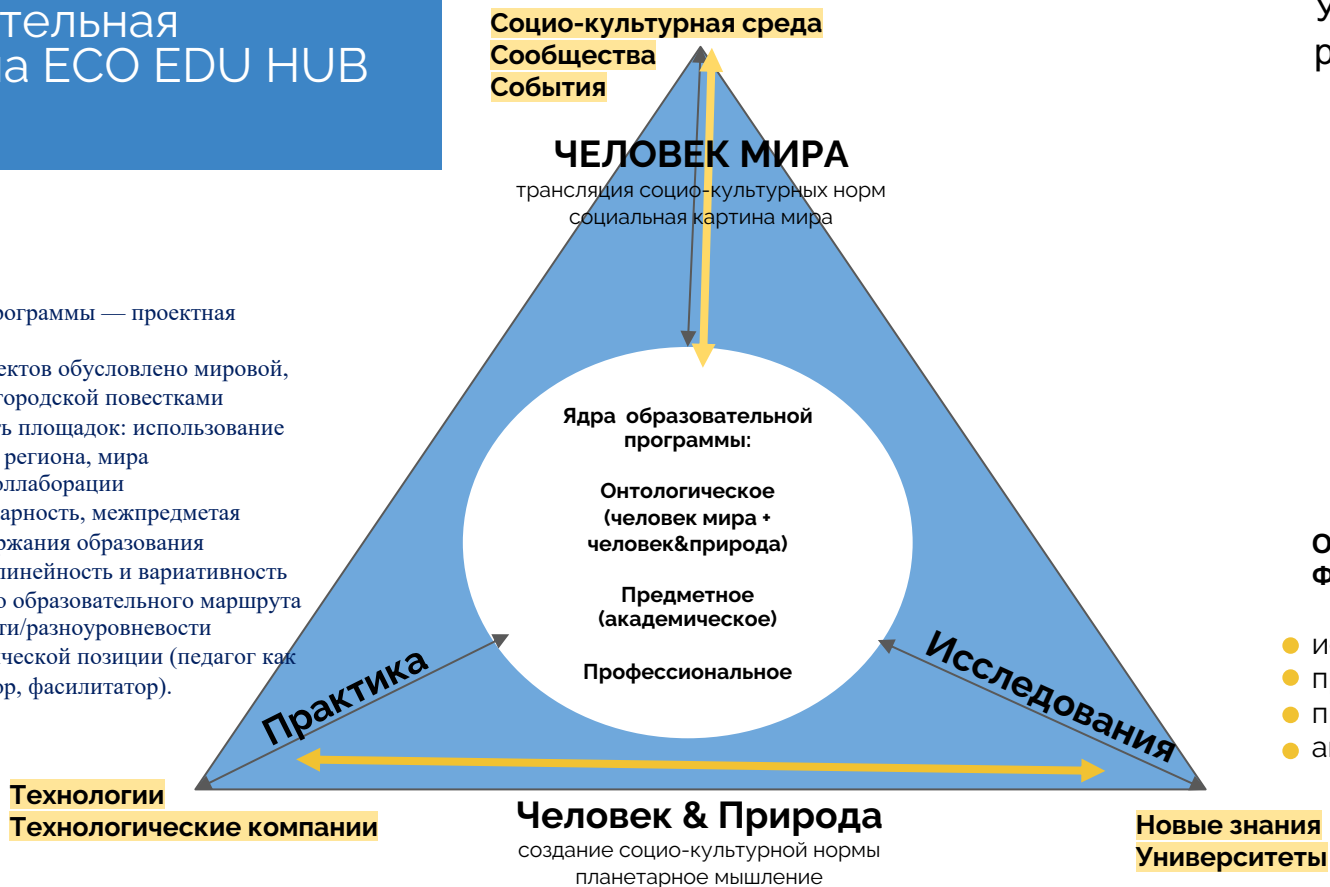 тельная
ECO EDU HUB
Социо-культурная среда
Сообщества
События
ЧЕЛОВЕК МИРА
трансляция социо-культурных норм
социальная картина мира
рограммы — проектная
ектов обусловлено мировой,
городской повестками
ь площадок: использование
региона, мира
оллаборации
арность, межпредметая
ржания образования
линейность и вариативность
о образовательного маршрута
ти/разноуровневости
ической позиции (педагог как
ор, фасилитатор).
Ядра образовательной
программы:
Онтологическое
(человек мира +
человек&природа)
Предметное
(академическое)
Профессиональное
Практика
Исследования
Технологии
Технологические компании
Человек & Природа
создание социо-культурной нормы
планетарное мышление
Новые знания
Университеты